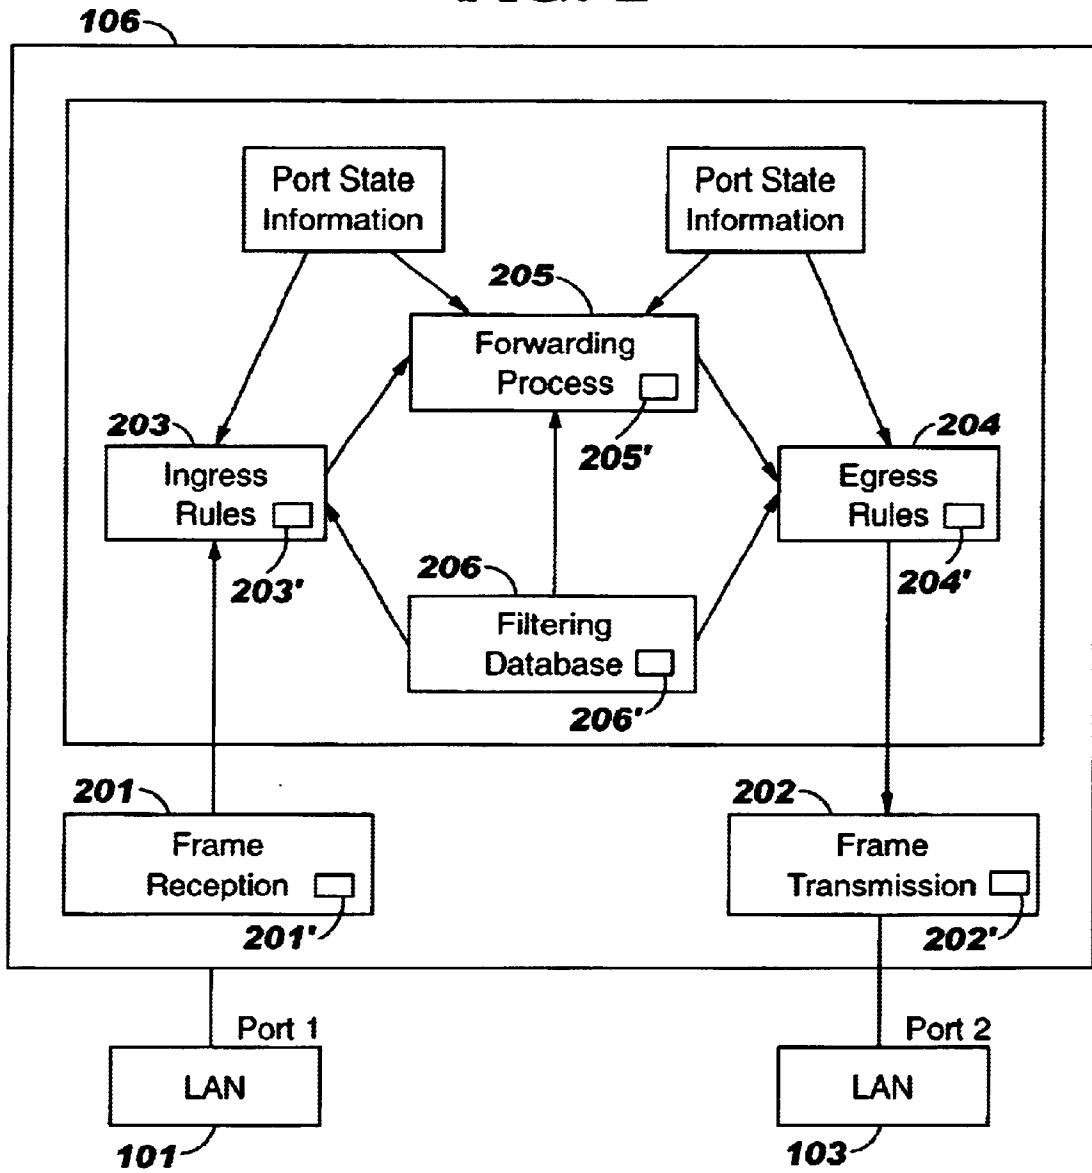 106
Port State
Information
Port State
Information
205
Forwarding
Process
205'
203
Ingress
Rules
203'
204
Egress
Rules
204'
206
Filtering
Database
206'
201
Frame
Reception
201'
202
Frame
Transmission
202'
Port 1
LAN
101
Port 2
LAN
103